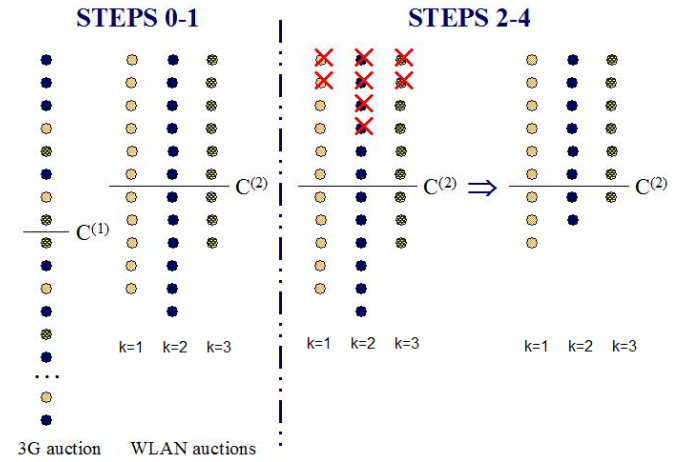 STEPS 0-1
STEPS 2-4
C(2)
C(2)
⇒
C(2)
C(1)
k=1 k=2 k=3
k=1 k=2 k=3
k=1 k=2 k=3
...
3G auction
WLAN auctions